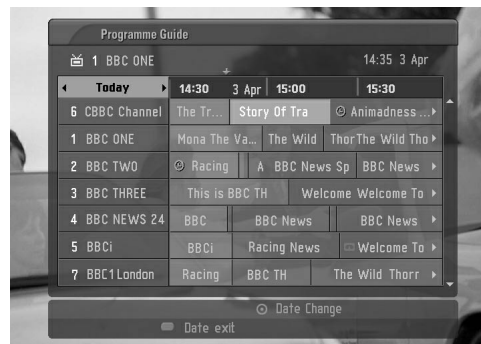 Programme Guide
1 BBC ONE 14:35 3 Apr
Today 14:30 3 Apr 15:00 15:30
6 CBBC Channel The Tr... Story Of Tra Animadness ...
1 BBC ONE Mona The Va... The Wild ThorThe Wild Tho
2 BBC TWO Racing A BBC News Sp BBC News
3 BBC THREE This is BBC TH Welcome Welcome To
4 BBC NEWS 24 BBC BBC News BBC News
5 BBCi BBCi Racing News Welcome To
7 BBC1 London Racing BBC TH The Wild Thorr
Date Change
Date exit